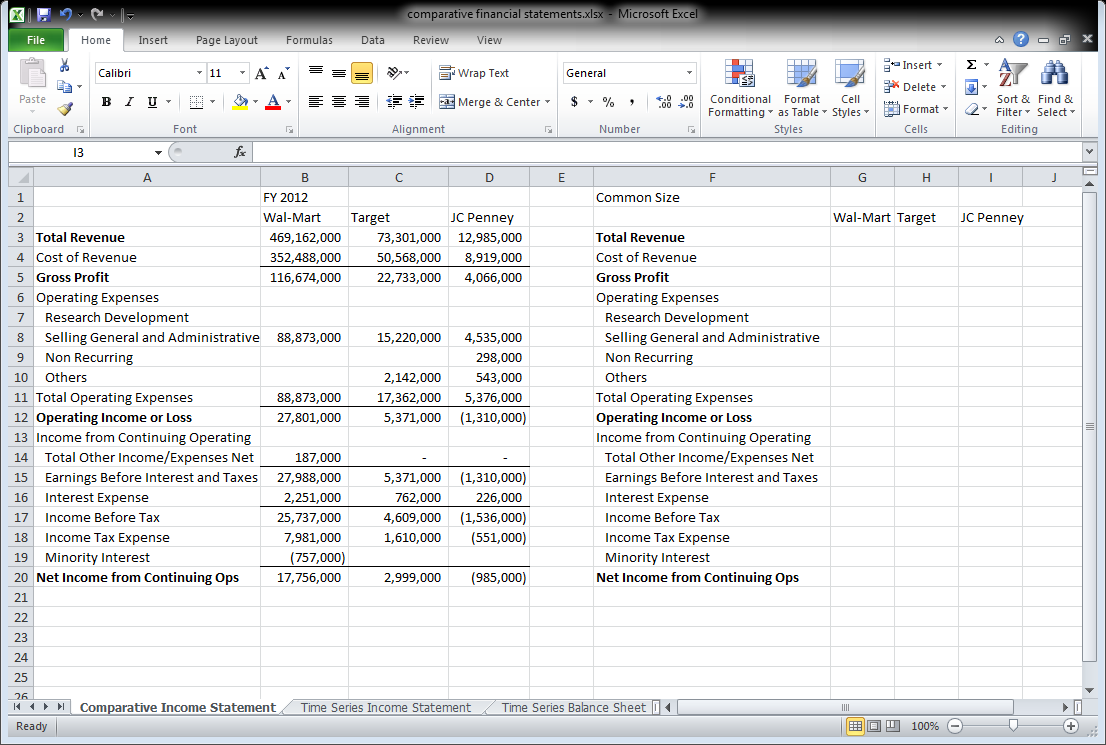 comparative financial statements.xlsx - Microsoft Excel
File Home Insert Page Layout Formulas Data Review View
Paste
Calibri 11
B I U
Wrap Text
Merge & Center
General
$ % ,
Conditional Formatting
Format as Table
Cell Styles
Insert
Delete
Format
Σ
Sort & Filter
Find & Select
Clipboard Font Alignment Number Styles Cells Editing
I3 fx
A B C D E F G H I J
1 FY 2012 Common Size
2 Wal-Mart Target JC Penney Wal-Mart Target JC Penney
3 Total Revenue 469,162,000 73,301,000 12,985,000 Total Revenue
4 Cost of Revenue 352,488,000 50,568,000 8,919,000 Cost of Revenue
5 Gross Profit 116,674,000 22,733,000 4,066,000 Gross Profit
6 Operating Expenses Operating Expenses
7 Research Development Research Development
8 Selling General and Administrative 88,873,000 15,220,000 4,535,000 Selling General and Administrative
9 Non Recurring 298,000 Non Recurring
10 Others 2,142,000 543,000 Others
11 Total Operating Expenses 88,873,000 17,362,000 5,376,000 Total Operating Expenses
12 Operating Income or Loss 27,801,000 5,371,000 (1,310,000) Operating Income or Loss
13 Income from Continuing Operating Income from Continuing Operating
14 Total Other Income/Expenses Net 187,000 - - Total Other Income/Expenses Net
15 Earnings Before Interest and Taxes 27,988,000 5,371,000 (1,310,000) Earnings Before Interest and Taxes
16 Interest Expense 2,251,000 762,000 226,000 Interest Expense
17 Income Before Tax 25,737,000 4,609,000 (1,536,000) Income Before Tax
18 Income Tax Expense 7,981,000 1,610,000 (551,000) Income Tax Expense
19 Minority Interest (757,000) Minority Interest
20 Net Income from Continuing Ops 17,756,000 2,999,000 (985,000) Net Income from Continuing Ops
21
22
23
24
25
26
Comparative Income Statement Time Series Income Statement Time Series Balance Sheet
Ready 100%